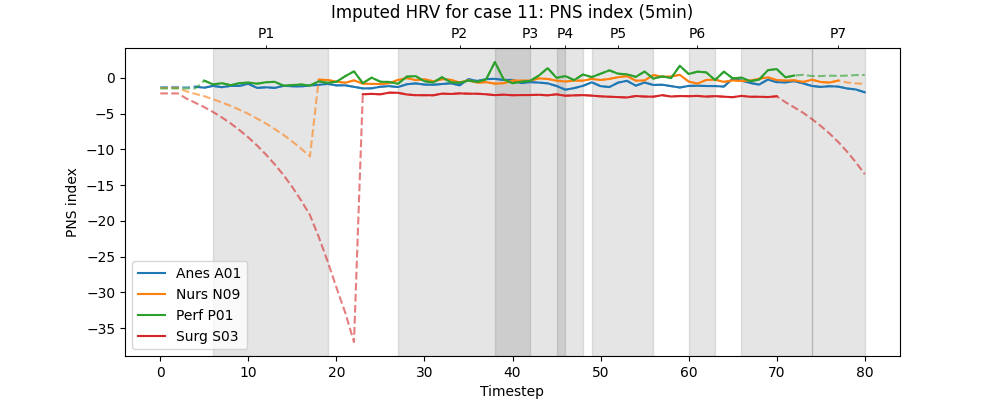 Imputed HRV for case 11: PNS index (5min)
P1 P2 P3 P4 P5 P6 P7
0
−5
−10
−15
−20
−25
−30
−35
PNS index
Anes A01
Nurs N09
Perf P01
Surg S03
0 10 20 30 40 50 60 70 80
Timestep